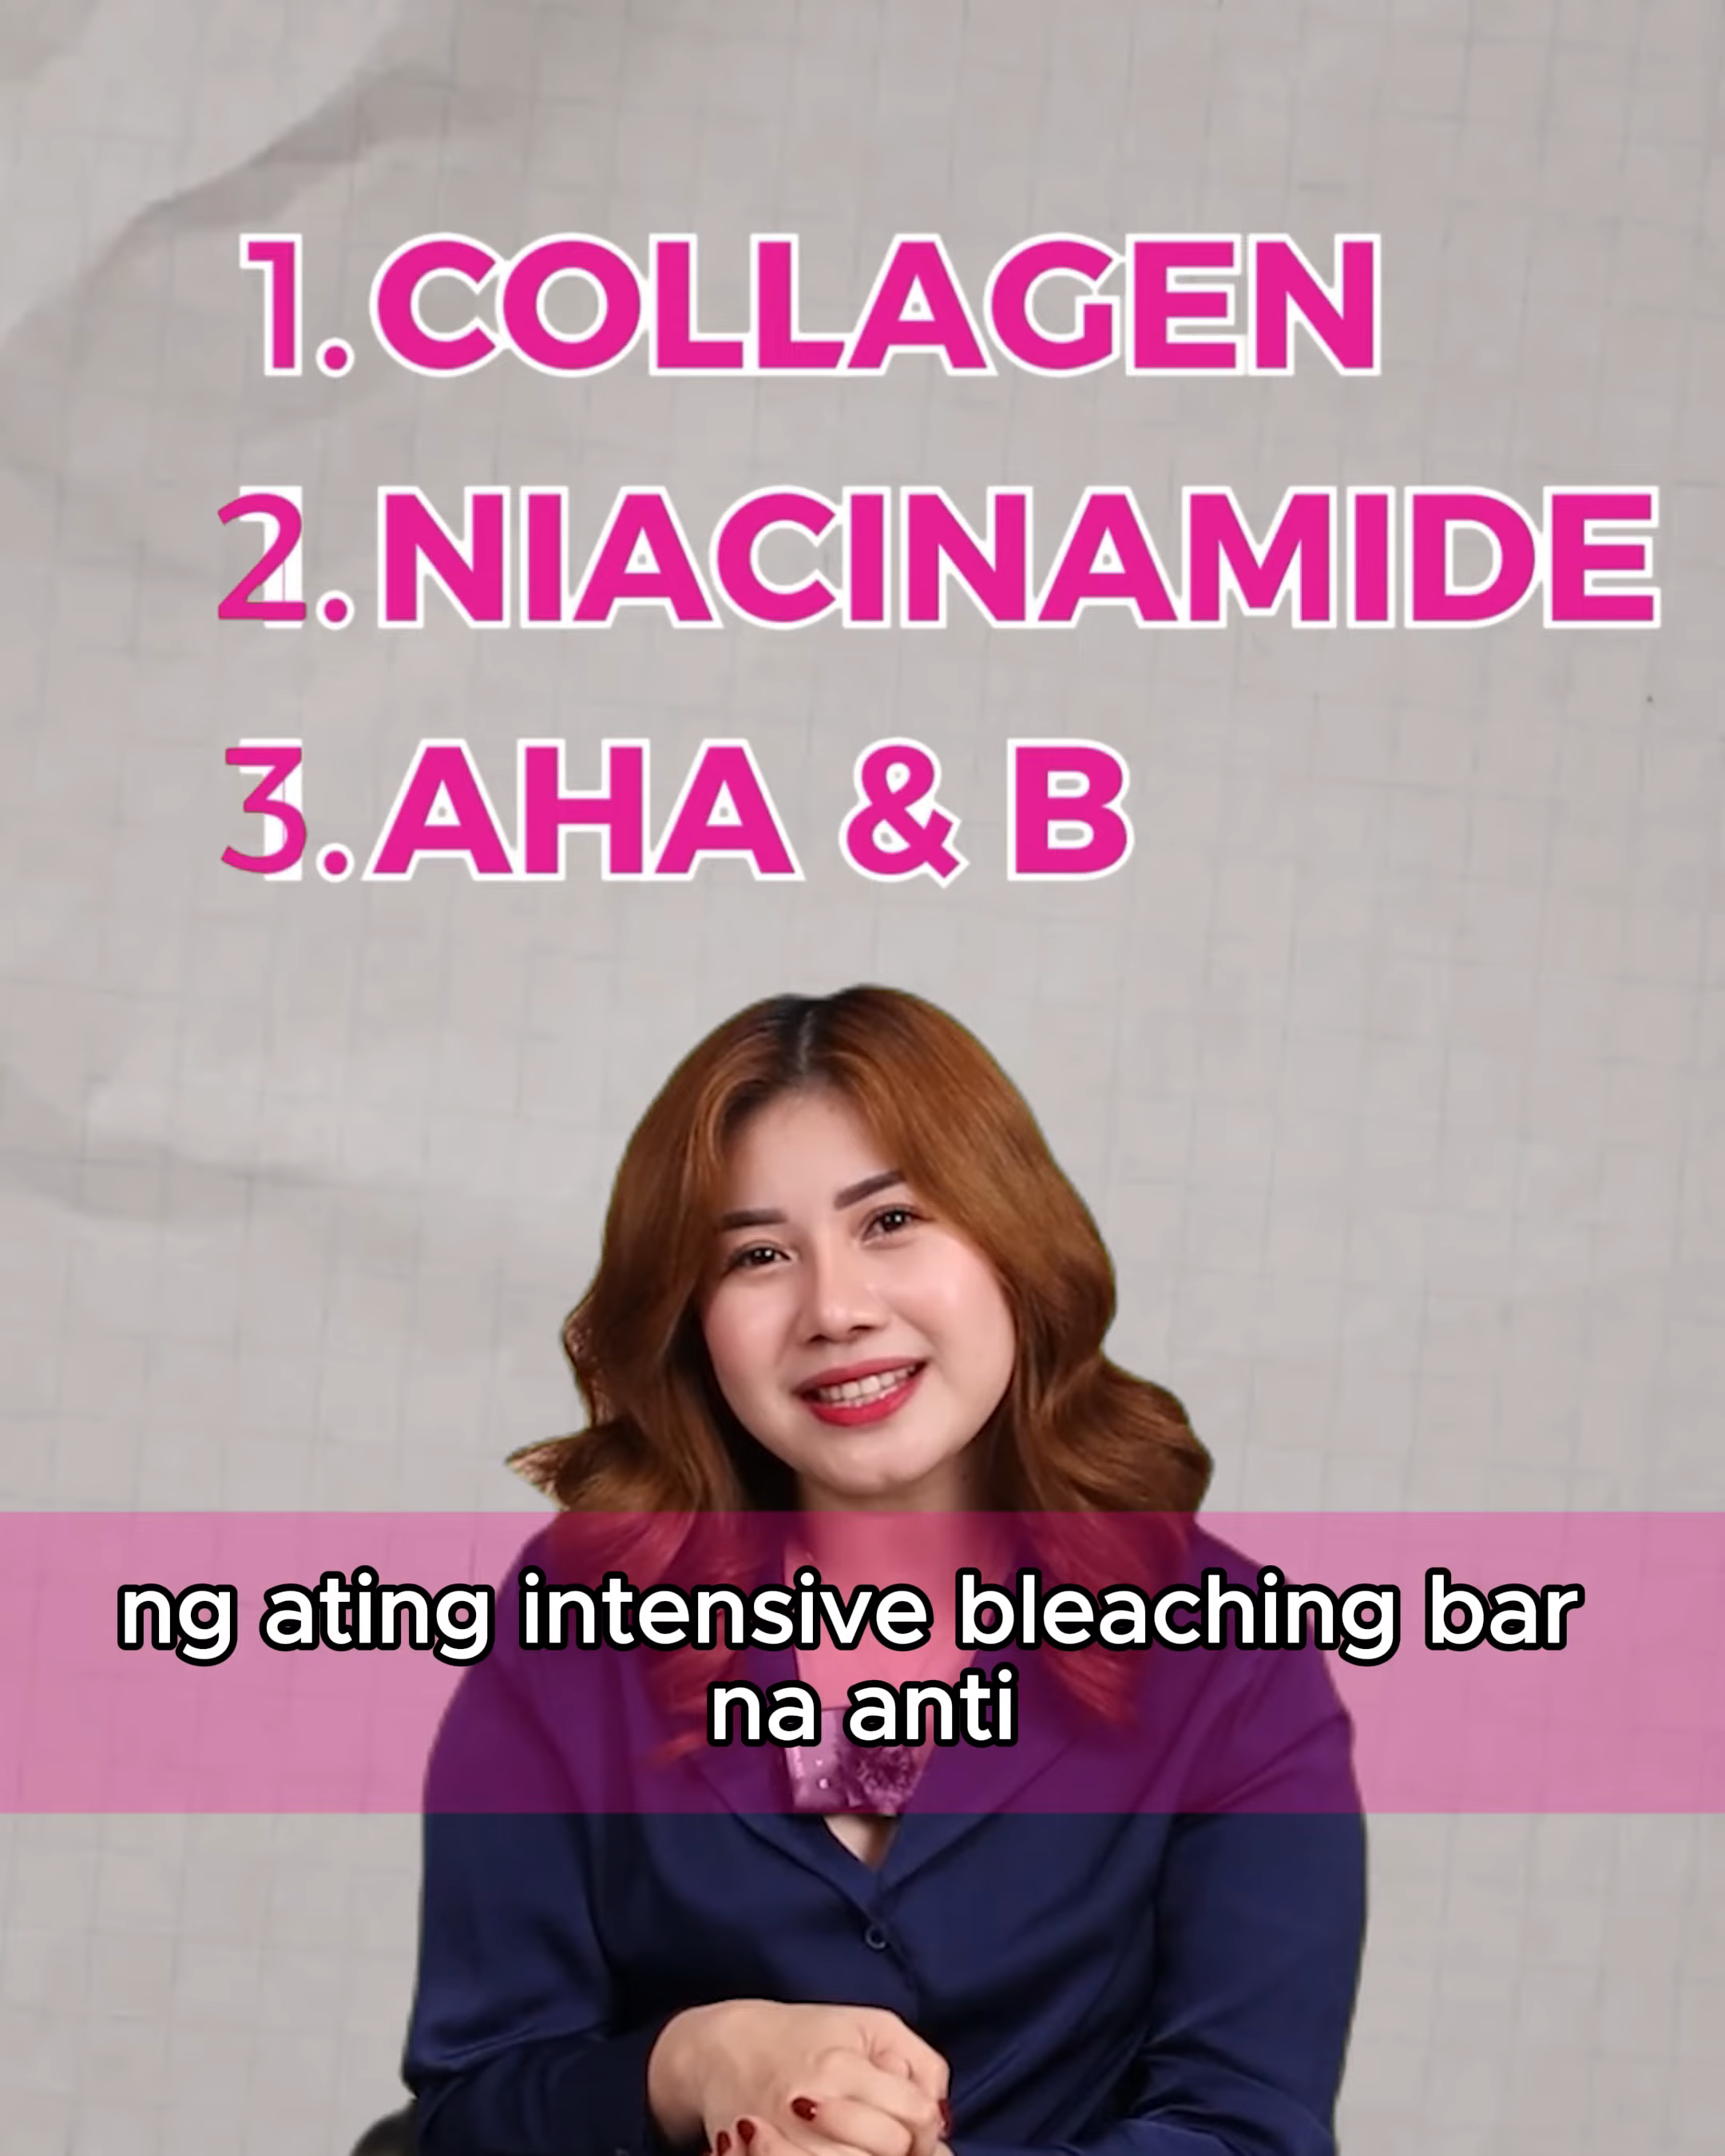 1. COLLAGEN
2. NIACINAMIDE
3. AHA & B
ng ating intensive bleaching bar
na anti